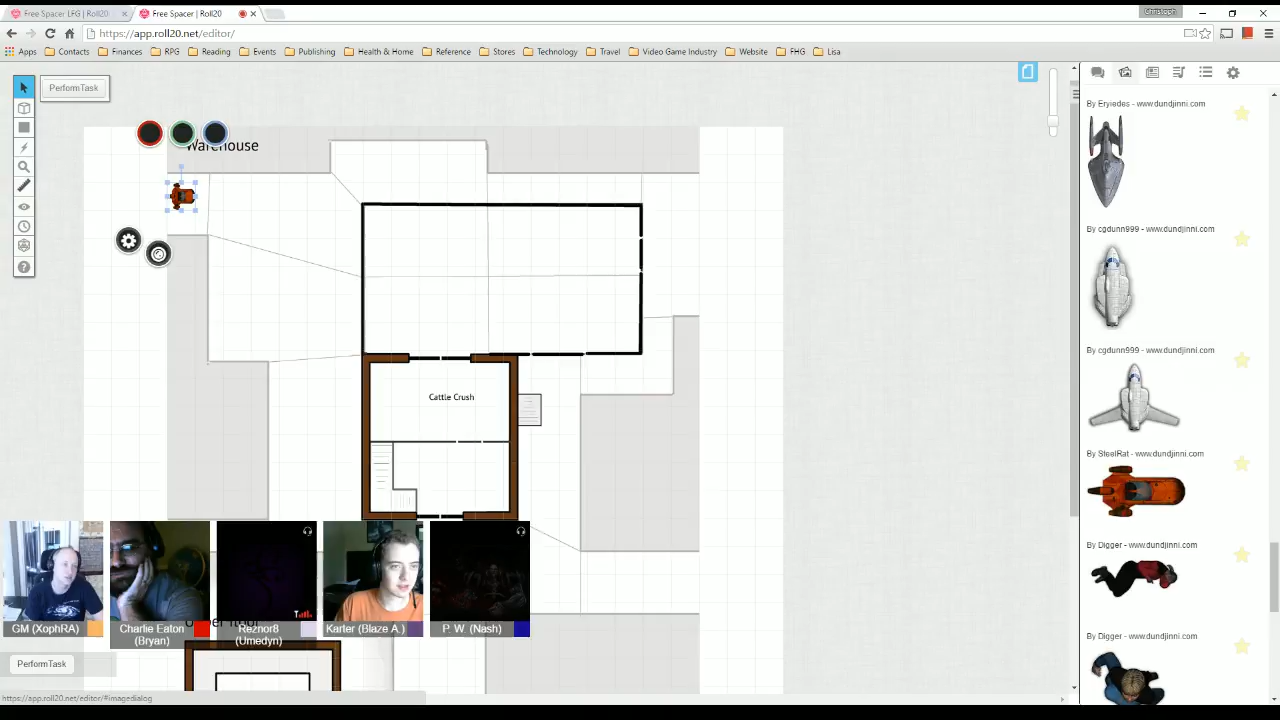 Free Spacer LFG | Roll20
Free Spacer | Roll20
Christoph
https://app.roll20.net/editor/
Apps
Contacts
Finances
RPG
Reading
Events
Publishing
Health & Home
Reference
Stores
Technology
Travel
Video Game Industry
Website
FHG
Lisa
PerformTask
Warehouse
Cattle Crush
By Eryiedes - www.dundjinni.com
By cgdunn999 - www.dundjinni.com
By cgdunn999 - www.dundjinni.com
By SteelRat - www.dundjinni.com
By Digger - www.dundjinni.com
By Digger - www.dundjinni.com
GM (XophRA)
Charlie Eaton
(Bryan)
Reznor8
(Umedyn)
Karter (Blaze A.)
P. W. (Nash)
PerformTask
https://app.roll20.net/editor/#imagedialog